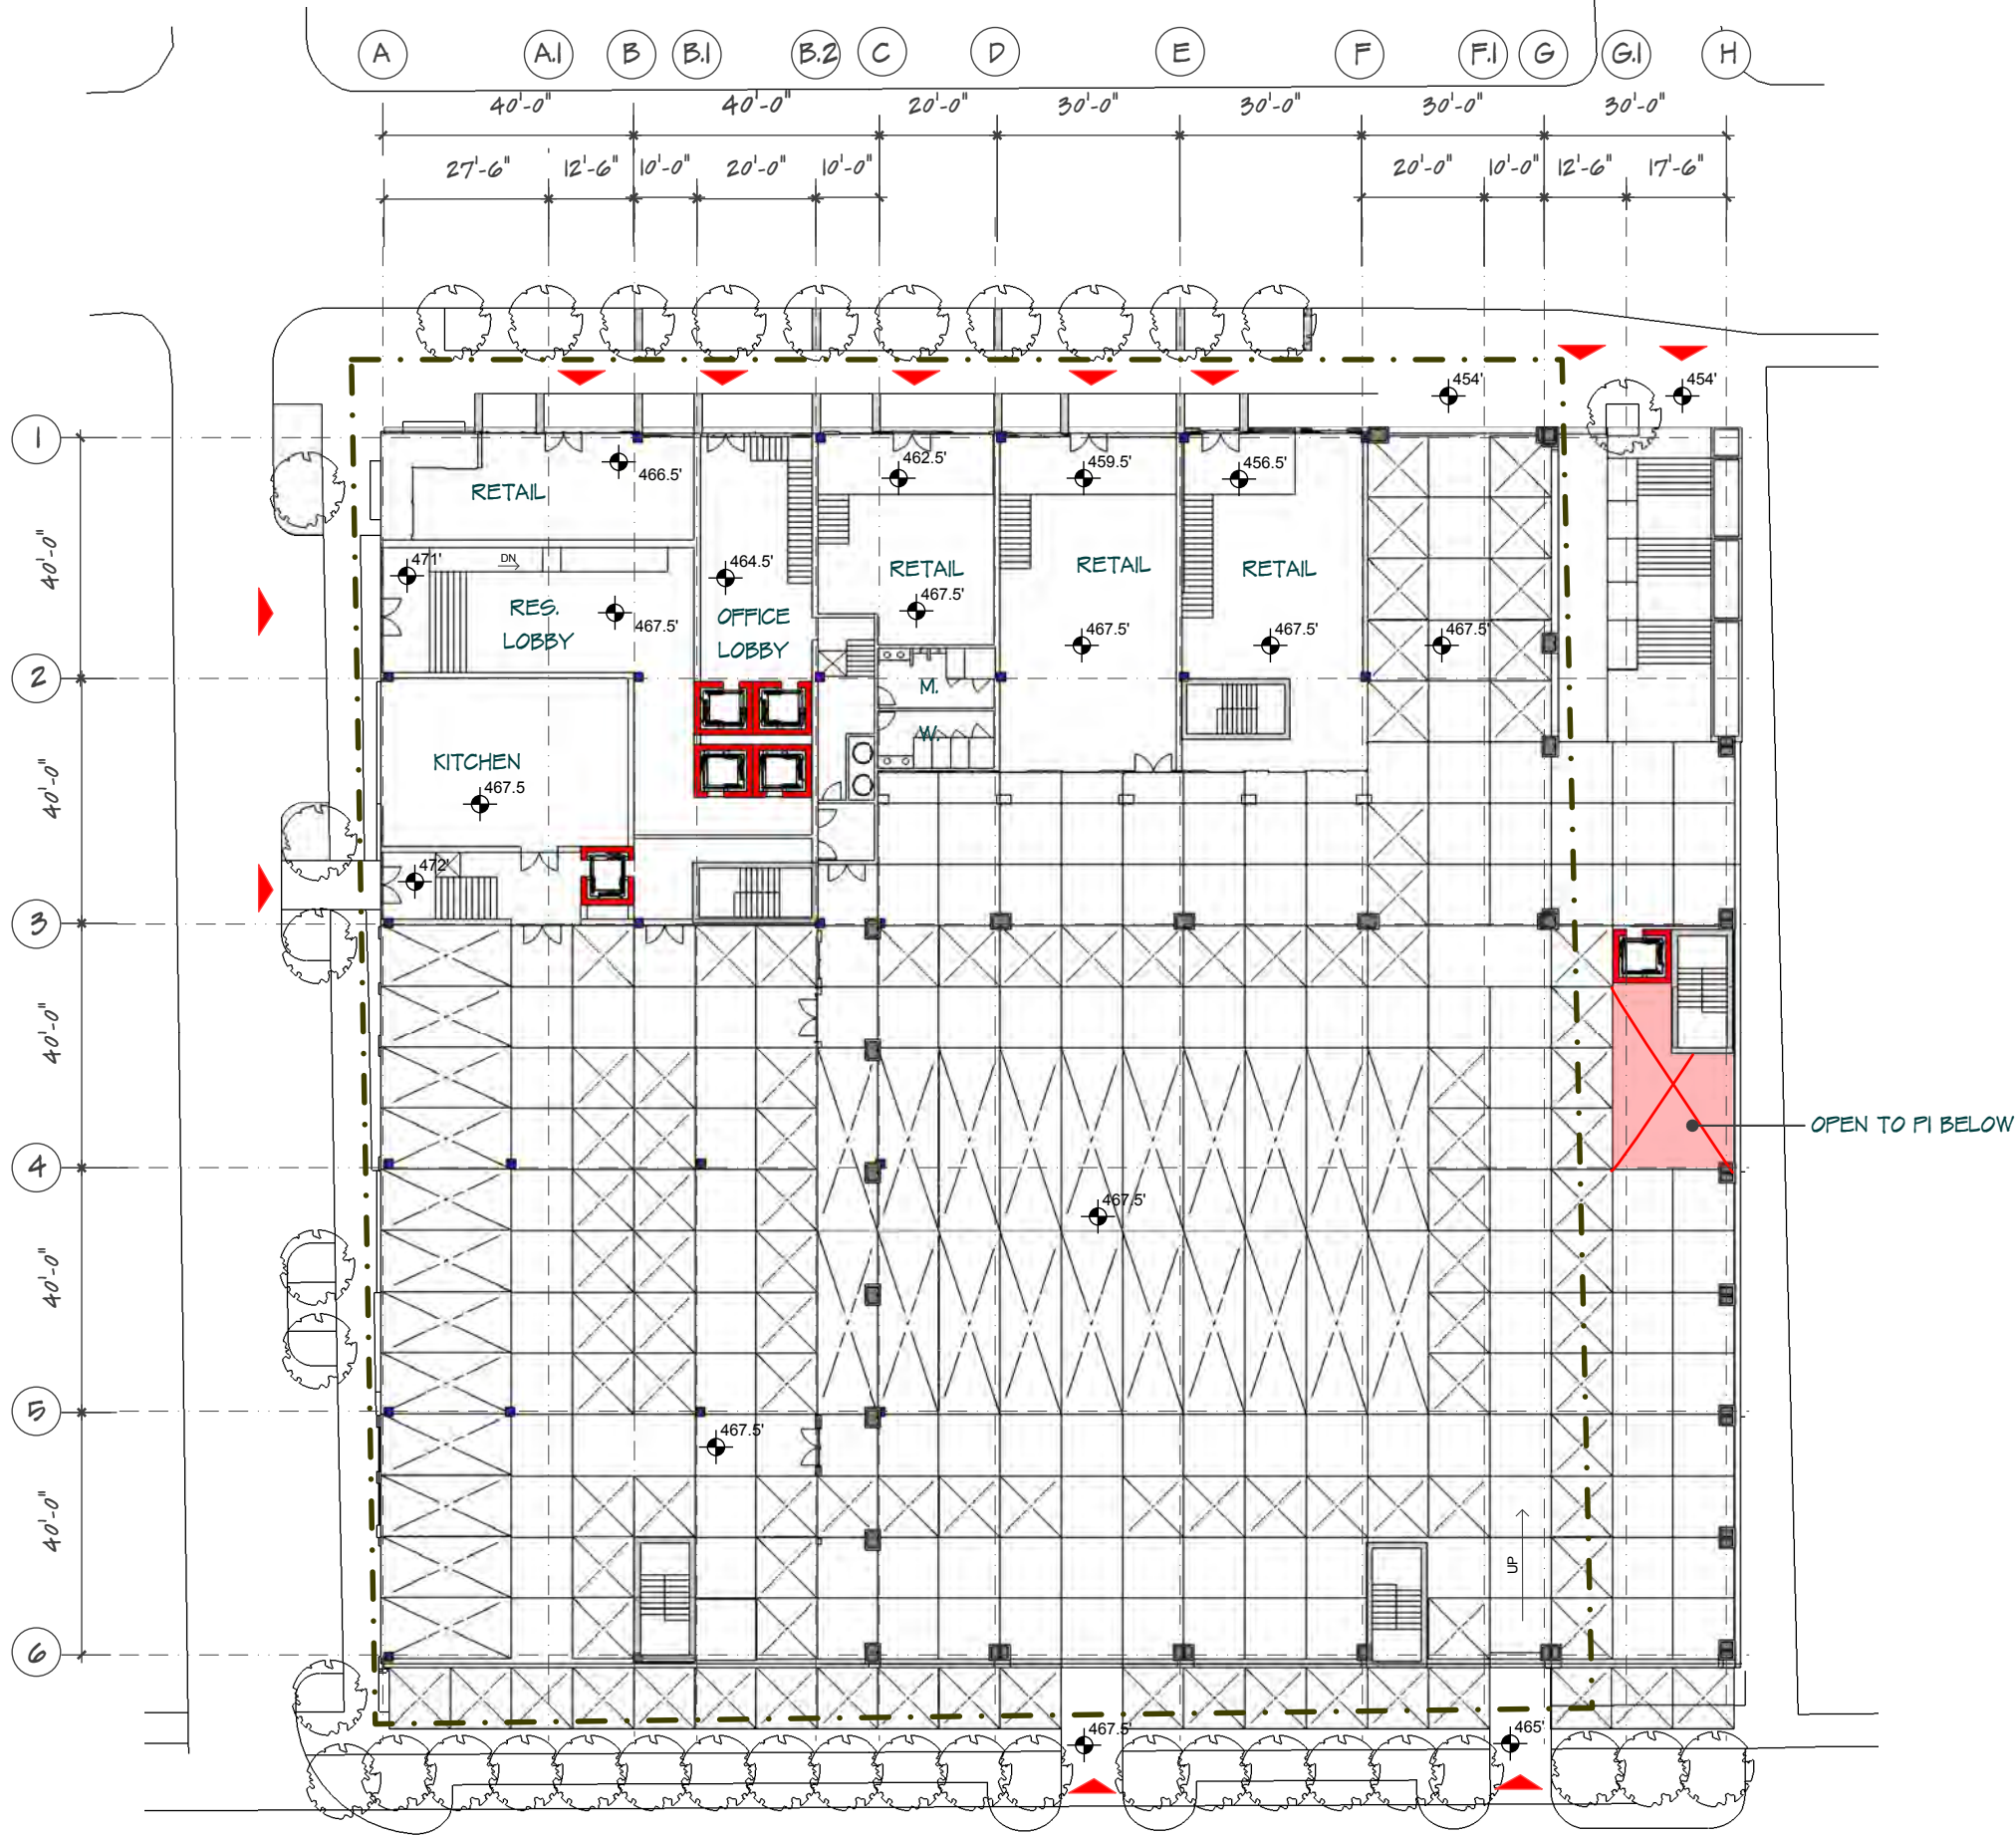 A A.1 B B.1 B.2 C D E F F.1 G G.1 H
40'-0" 40'-0" 20'-0" 30'-0" 30'-0" 30'-0" 30'-0"
27'-6" 12'-6" 10'-0" 20'-0" 10'-0" 20'-0" 10'-0" 12'-6" 17'-6"
454' 454'
1
466.5' 462.5' 459.5' 456.5'
RETAIL
40'-0"
471' DN 464.5' RETAIL RETAIL RETAIL
RES.
LOBBY
467.5'
OFFICE
LOBBY
467.5' 467.5' 467.5' 467.5'
2
M.
W.
40'-0"
KITCHEN
467.5
472'
3
40'-0"
OPEN TO P1 BELOW
4
467.5'
40'-0"
5
467.5'
40'-0"
UP
6
467.5' 465'